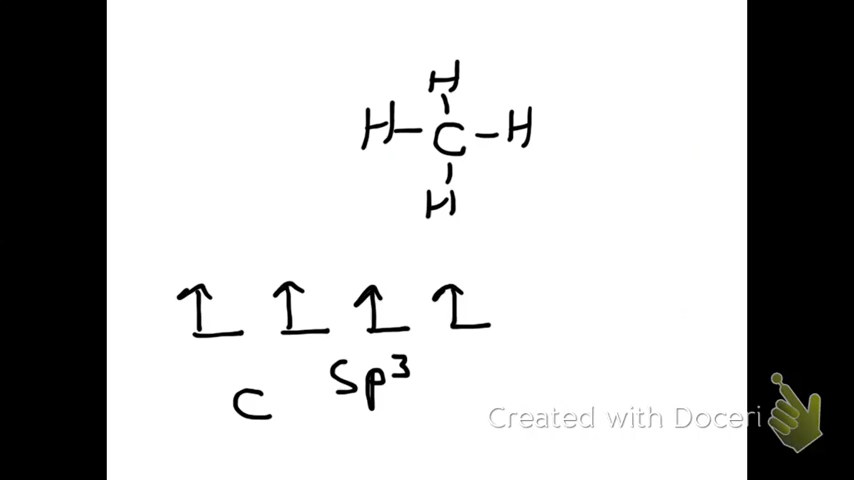 H
H-C-H
H
C sp³
Created with Doceri